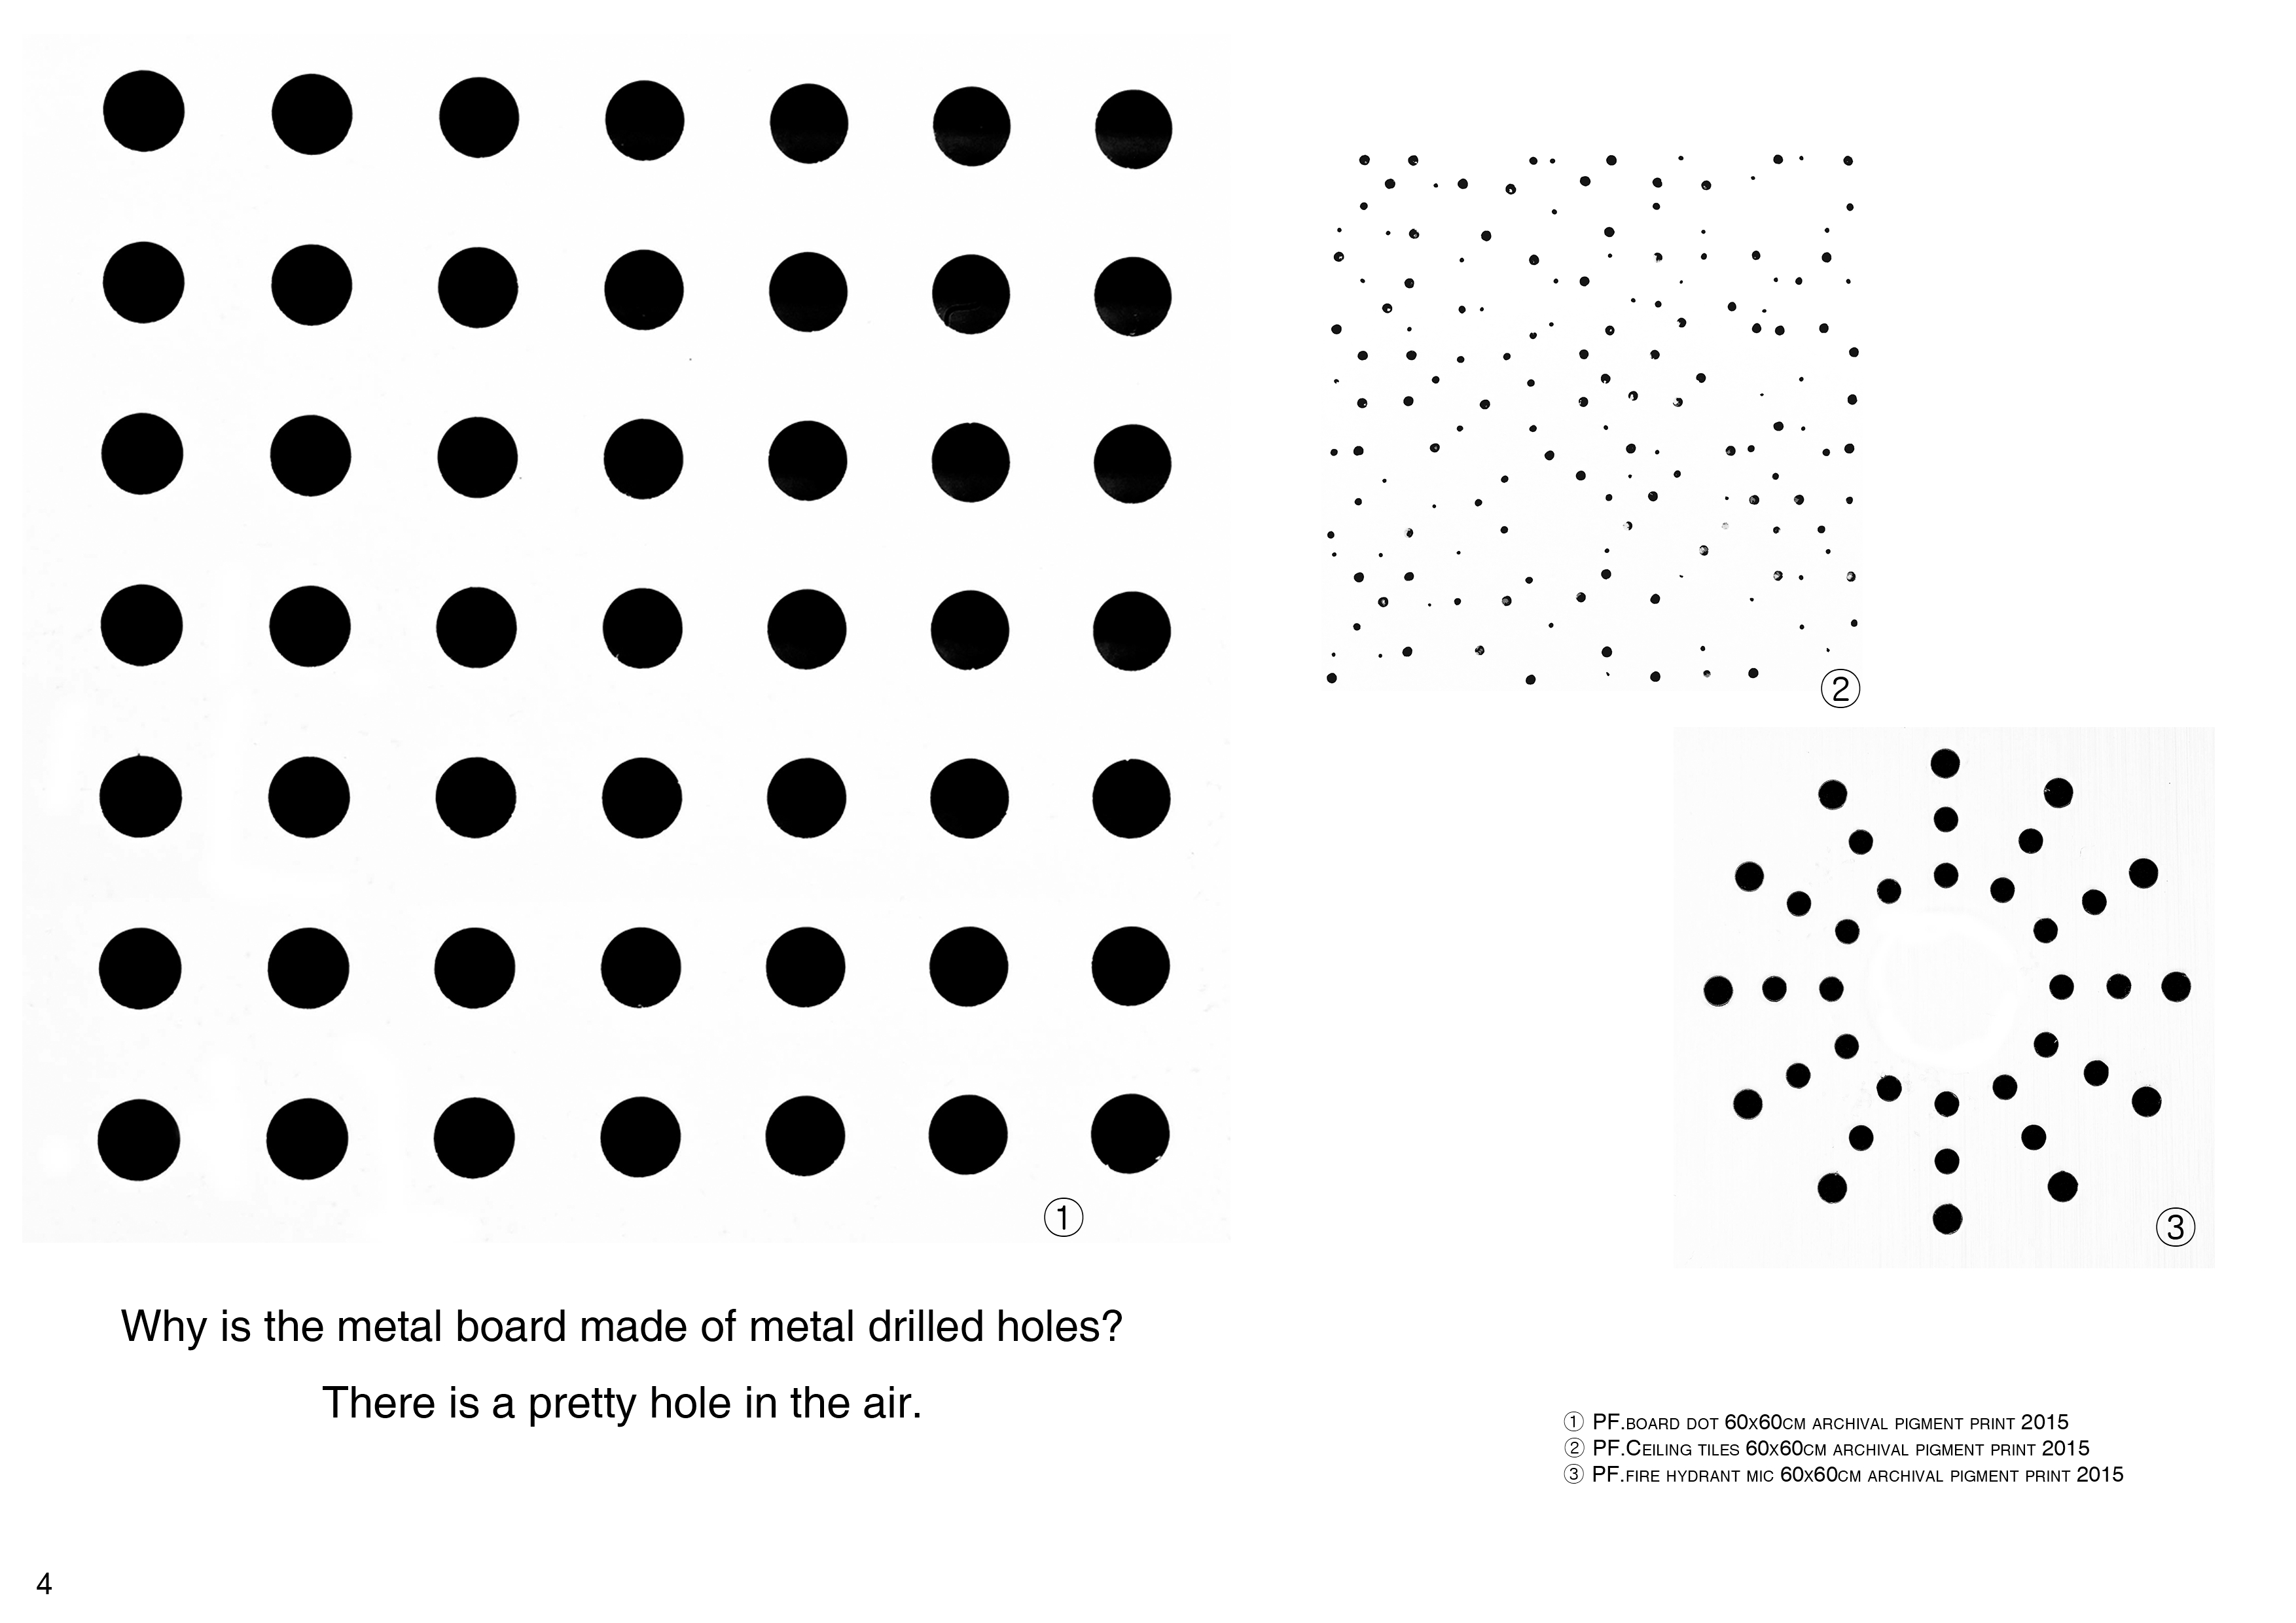 ①
②
③
Why is the metal board made of metal drilled holes?
There is a pretty hole in the air.
① PF.BOARD DOT 60X60CM ARCHIVAL PIGMENT PRINT 2015
② PF.CEILING TILES 60X60CM ARCHIVAL PIGMENT PRINT 2015
③ PF.FIRE HYDRANT MIC 60X60CM ARCHIVAL PIGMENT PRINT 2015
4